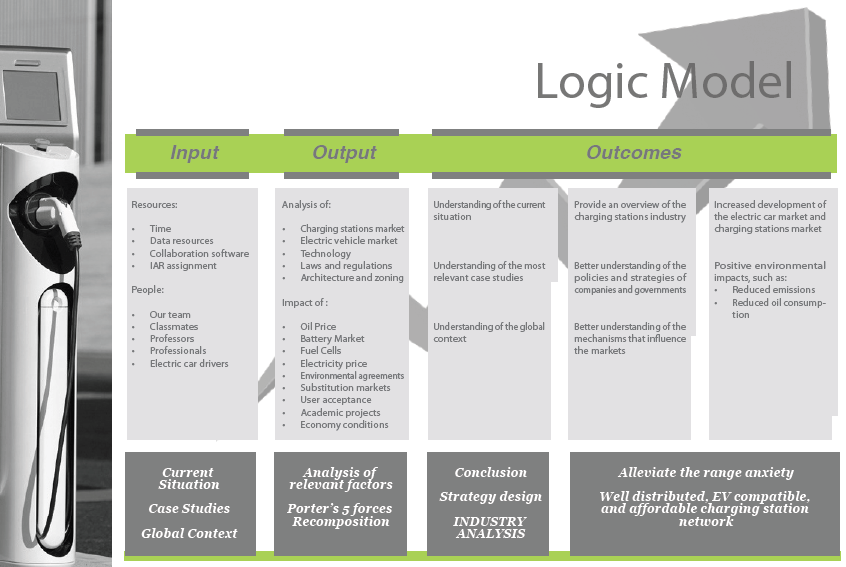 Logic Model
Input
Output
Outcomes
Resources:
• Time
• Data resources
• Collaboration software
• IAR assignment
People:
• Our team
• Classmates
• Professors
• Professionals
• Electric car drivers
Analysis of:
• Charging stations market
• Electric vehicle market
• Technology
• Laws and regulations
• Architecture and zoning
Impact of :
• Oil Price
• Battery Market
• Fuel Cells
• Electricity price
• Environmental agreements
• Substitution markets
• User acceptance
• Academic projects
• Economy conditions
Understanding of the current
situation
Understanding of the most
relevant case studies
Understanding of the global
context
Provide an overview of the
charging stations industry
Better understanding of the
policies and strategies of
companies and governments
Better understanding of the
mechanisms that influence
the markets
Increased development of
the electric car market and
charging stations market
Positive environmental
impacts, such as:
• Reduced emissions
• Reduced oil consump-
tion
Current
Situation
Case Studies
Global Context
Analysis of
relevant factors
Porter's 5 forces
Recomposition
Conclusion
Strategy design
INDUSTRY
ANALYSIS
Alleviate the range anxiety
Well distributed, EV compatible,
and affordable charging station
network